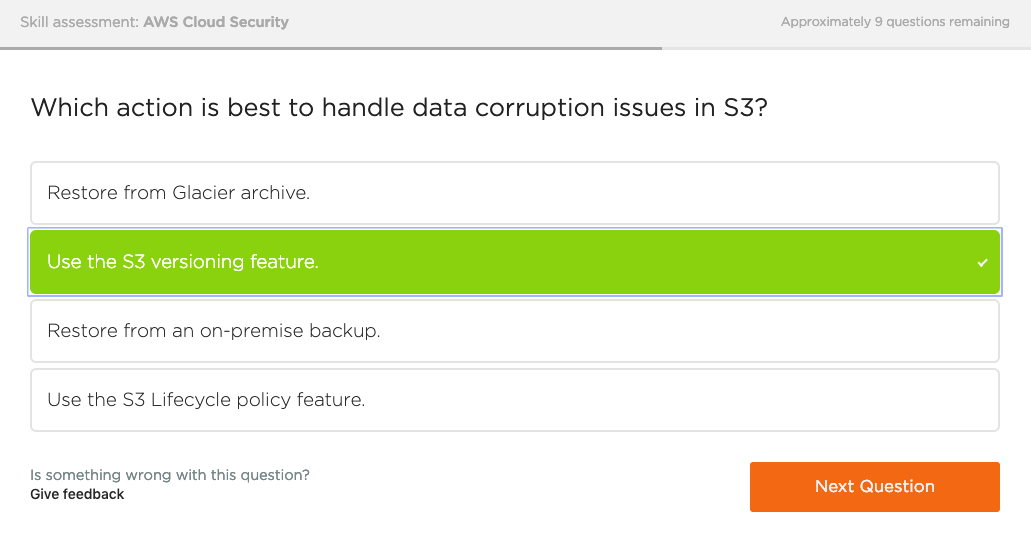 Skill assessment: AWS Cloud Security
Approximately 9 questions remaining
Which action is best to handle data corruption issues in S3?
Restore from Glacier archive.
Use the S3 versioning feature.
Restore from an on-premise backup.
Use the S3 Lifecycle policy feature.
Is something wrong with this question?
Give feedback
Next Question